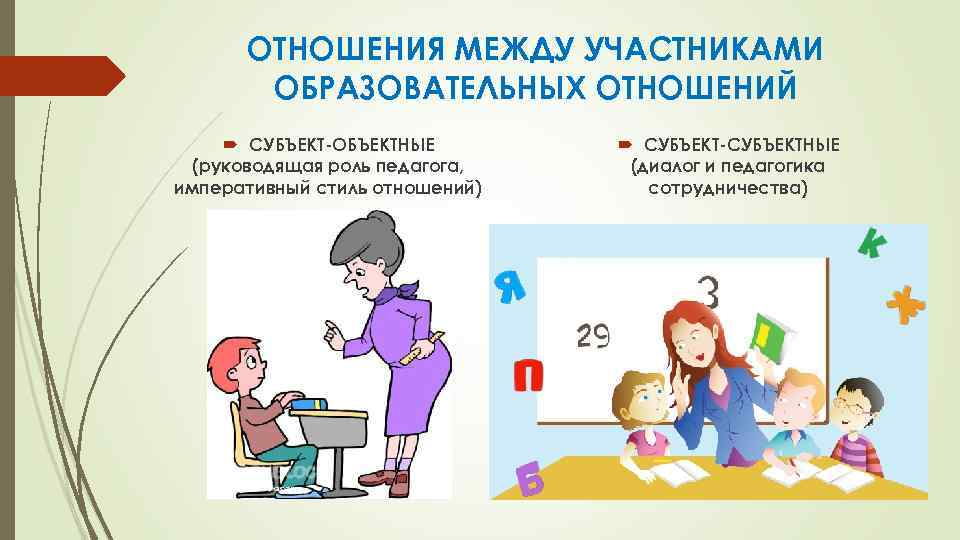 ОТНОШЕНИЯ МЕЖДУ УЧАСТНИКАМИ
ОБРАЗОВАТЕЛЬНЫХ ОТНОШЕНИЙ
СУБЪЕКТ-ОБЪЕКТНЫЕ
(руководящая роль педагога,
императивный стиль отношений)
СУБЪЕКТ-СУБЪЕКТНЫЕ
(диалог и педагогика
сотрудничества)
К
Я
3
Ж
29
П
Б